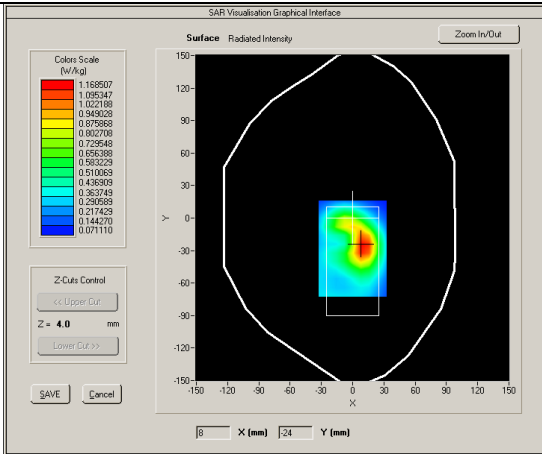 SAR Visualisation Graphical Interface
Surface Radiated Intensity
Zoom In/Out
Colors Scale
(W/kg)
1.168507
1.095347
1.022188
0.949028
0.875868
0.802708
0.729548
0.656388
0.583229
0.510069
0.436909
0.363749
0.290589
0.217429
0.144270
0.071110
Z-Cuts Control
<< Upper Cut
Z = 4.0 mm
Lower Cut >>
SAVE Cancel
150
120
90
60
30
0
-30
-60
-90
-120
-150
Y
-150 -120 -90 -60 -30 0 30 60 90 120 150
X
8 X (mm) -24 Y (mm)